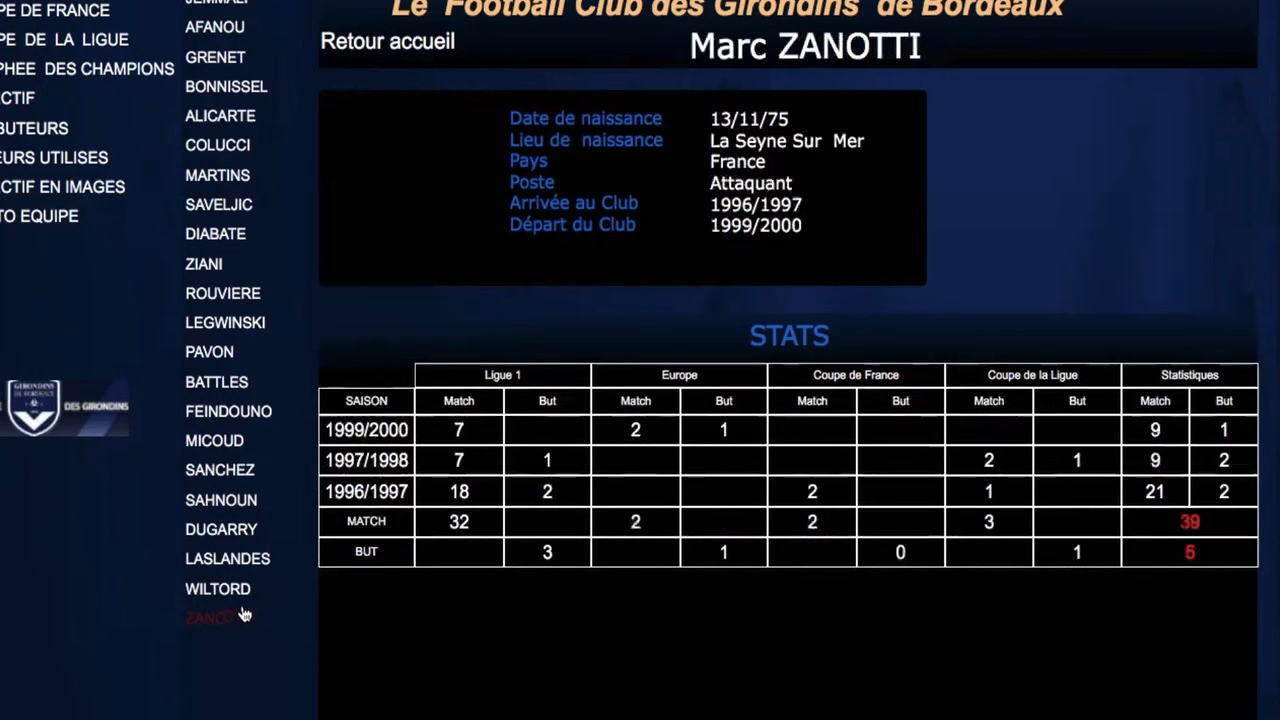 PE DE FRANCE
PE DE LA LIGUE
PHEE DES CHAMPIONS
CTIF
BUTEURS
EURS UTILISES
CTIF EN IMAGES
TO EQUIPE
GIRONDINS
DE BORDEAUX
DES GIRONDINS
JEMMALI
AFANOU
GRENET
BONNISSEL
ALICARTE
COLUCCI
MARTINS
SAVELJIC
DIABATE
ZIANI
ROUVIERE
LEGWINSKI
PAVON
BATTLES
FEINDOUNO
MICOUD
SANCHEZ
SAHNOUN
DUGARRY
LASLANDES
WILTORD
Le Football Club des Girondins de Bordeaux
Retour accueil
Marc ZANOTTI
Date de naissance 13/11/75
Lieu de naissance La Seyne Sur Mer
Pays France
Poste Attaquant
Arrivée au Club 1996/1997
Départ du Club 1999/2000
STATS
Ligue 1 Europe Coupe de France Coupe de la Ligue Statistiques
SAISON Match But Match But Match But Match But Match But
1999/2000 7 2 1 9 1
1997/1998 7 1 2 1 9 2
1996/1997 18 2 2 1 21 2
MATCH 32 2 2 3 39
BUT 3 1 0 1 5